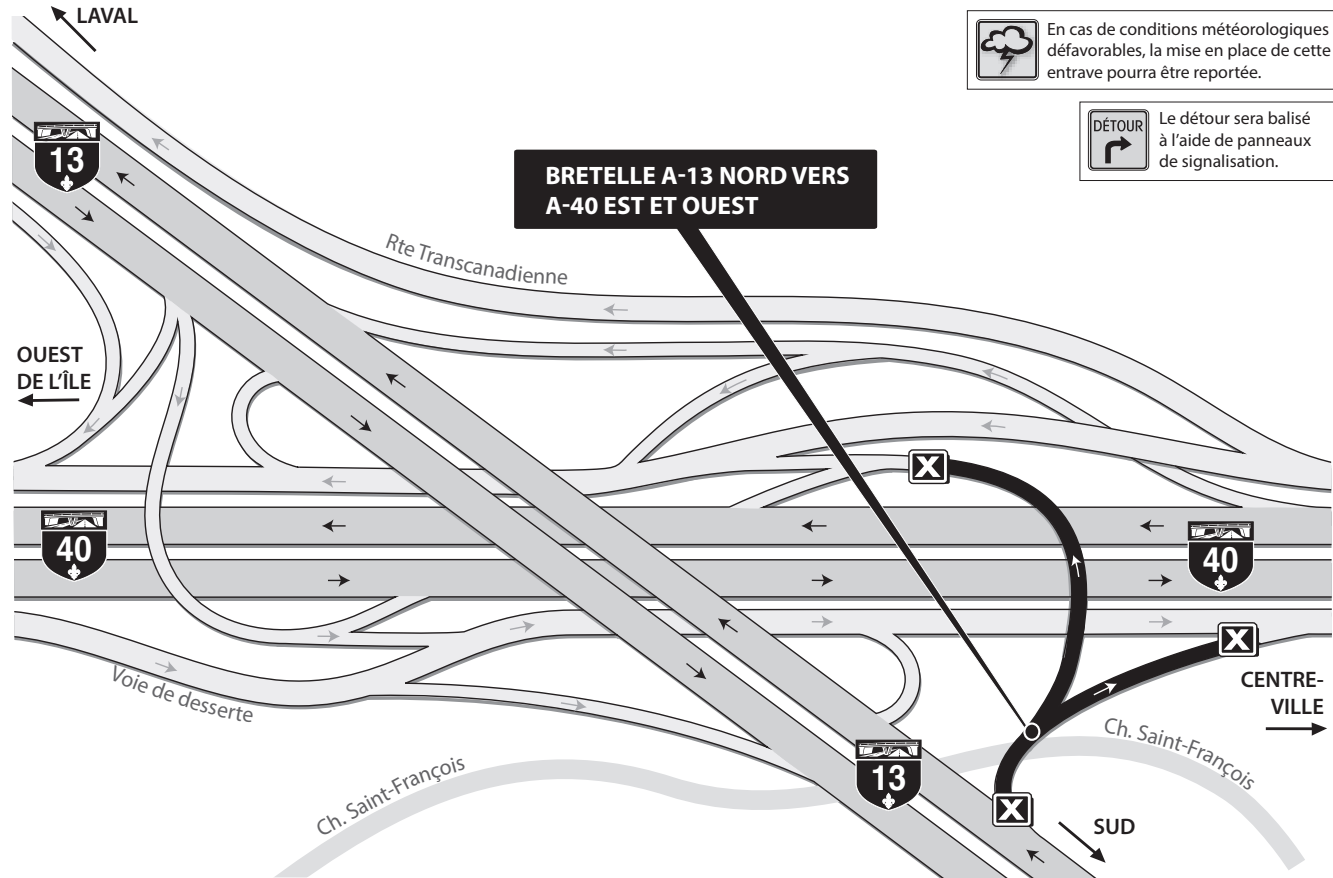 LAVAL
En cas de conditions météorologiques
défavorables, la mise en place de cette
entrave pourra être reportée.
DÉTOUR
Le détour sera balisé
à l'aide de panneaux
de signalisation.
13
BRETELLE A-13 NORD VERS
A-40 EST ET OUEST
Rte Transcanadienne
OUEST
DE L'ÎLE
X
40
40
X
Voie de desserte
CENTRE-
VILLE
Ch. Saint-François
Ch. Saint-François
13
X
SUD